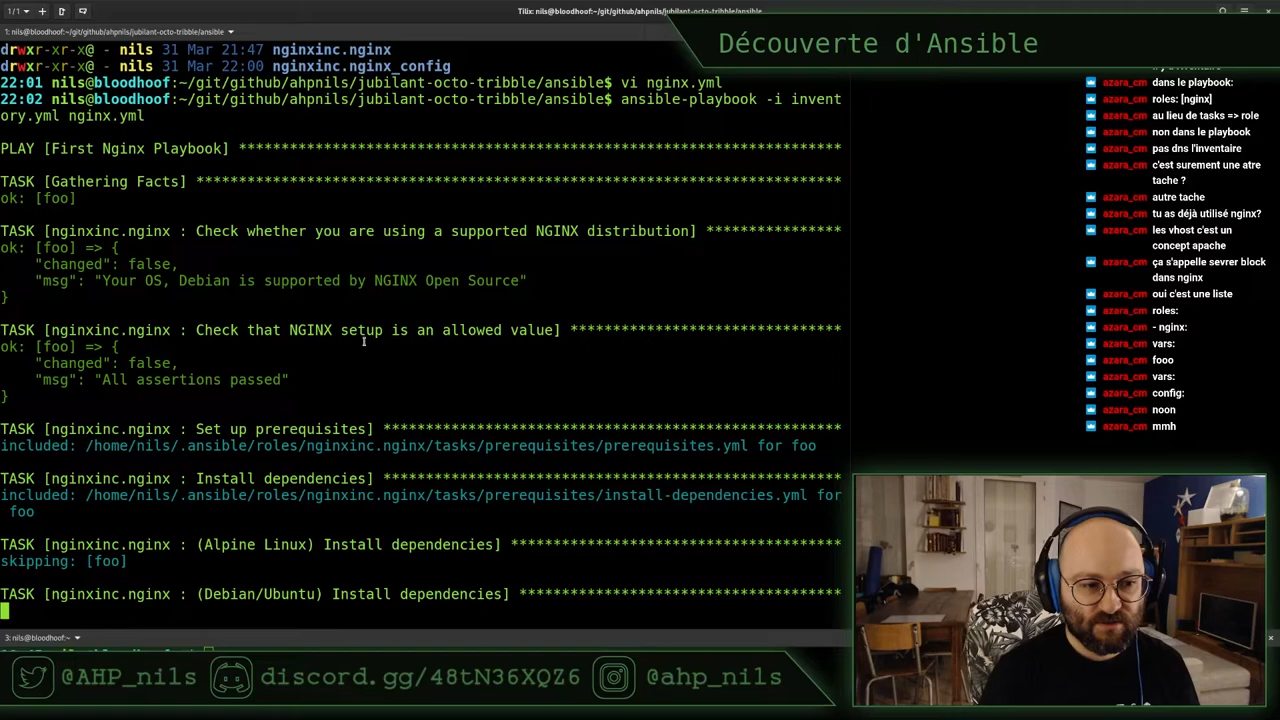 1/1
Tilix: nils@bloodhoof:~/git/github/ahpnils/jubilant-octo-tribble/ansible
1: nils@bloodhoof:~/git/github/ahpnils/jubilant-octo-tribble/ansible
Découverte d'Ansible
drwxr-xr-x@ - nils 31 Mar 21:47 nginxinc.nginx
drwxr-xr-x@ - nils 31 Mar 22:00 nginxinc.nginx_config
22:01 nils@bloodhoof:~/git/github/ahpnils/jubilant-octo-tribble/ansible$ vi nginx.yml
22:02 nils@bloodhoof:~/git/github/ahpnils/jubilant-octo-tribble/ansible$ ansible-playbook -i invent
ory.yml nginx.yml
PLAY [First Nginx Playbook] ***********************************************************************
TASK [Gathering Facts] ****************************************************************************
ok: [foo]
TASK [nginxinc.nginx : Check whether you are using a supported NGINX distribution] ****************
ok: [foo] => {
"changed": false,
"msg": "Your OS, Debian is supported by NGINX Open Source"
}
TASK [nginxinc.nginx : Check that NGINX setup is an allowed value] ********************************
ok: [foo] => {
"changed": false,
"msg": "All assertions passed"
}
TASK [nginxinc.nginx : Set up prerequisites] ******************************************************
included: /home/nils/.ansible/roles/nginxinc.nginx/tasks/prerequisites/prerequisites.yml for foo
TASK [nginxinc.nginx : Install dependencies] ******************************************************
included: /home/nils/.ansible/roles/nginxinc.nginx/tasks/prerequisites/install-dependencies.yml for
foo
TASK [nginxinc.nginx : (Alpine Linux) Install dependencies] ***************************************
skipping: [foo]
TASK [nginxinc.nginx : (Debian/Ubuntu) Install dependencies] **************************************
3: nils@bloodhoof:~
azara_cm dans le playbook:
azara_cm roles: [nginx]
azara_cm au lieu de tasks => role
azara_cm non dans le playbook
azara_cm pas dns l'inventaire
azara_cm c'est surement une atre
tache ?
azara_cm autre tache
azara_cm tu as déjà utilisé nginx?
azara_cm les vhost c'est un
concept apache
azara_cm ça s'appelle sevrer block
dans nginx
azara_cm oui c'est une liste
azara_cm roles:
azara_cm - nginx:
azara_cm vars:
azara_cm fooo
azara_cm vars:
azara_cm config:
azara_cm noon
azara_cm mmh
@AHP_nils
discord.gg/48tN36XQZ6
@ahp_nils